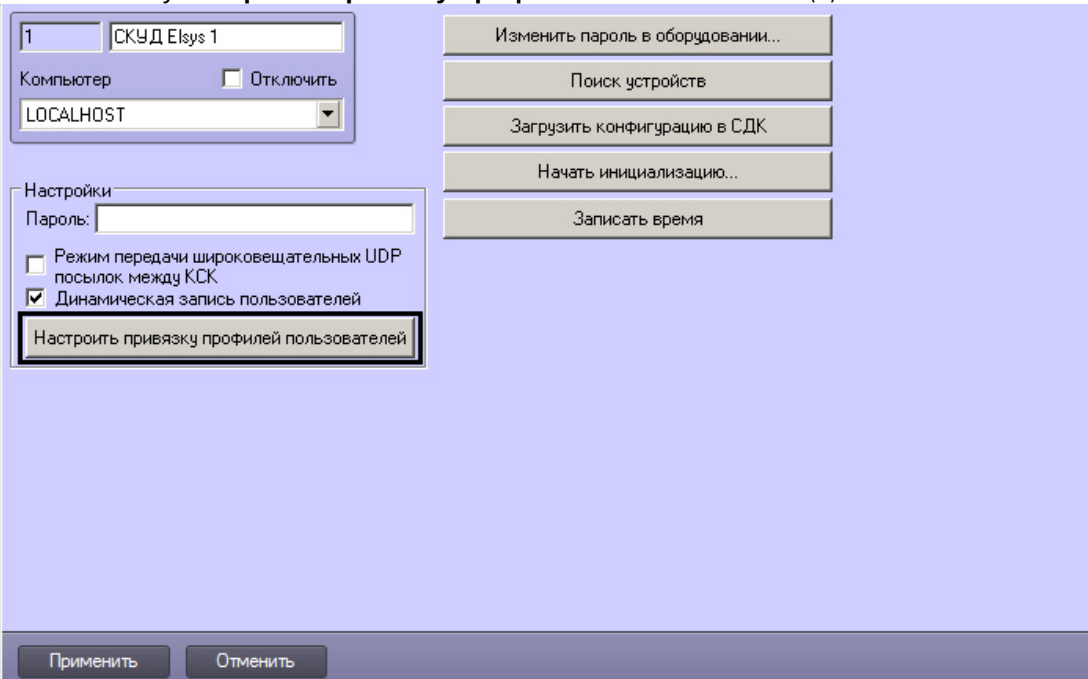 1
СКУД Elsys 1
Компьютер
Отключить
LOCALHOST
Настройки
Пароль:
Режим передачи широковещательных UDP
посылок между КСК
Динамическая запись пользователей
Настроить привязку профилей пользователей
Изменить пароль в оборудовании...
Поиск устройств
Загрузить конфигурацию в СДК
Начать инициализацию...
Записать время
Применить
Отменить